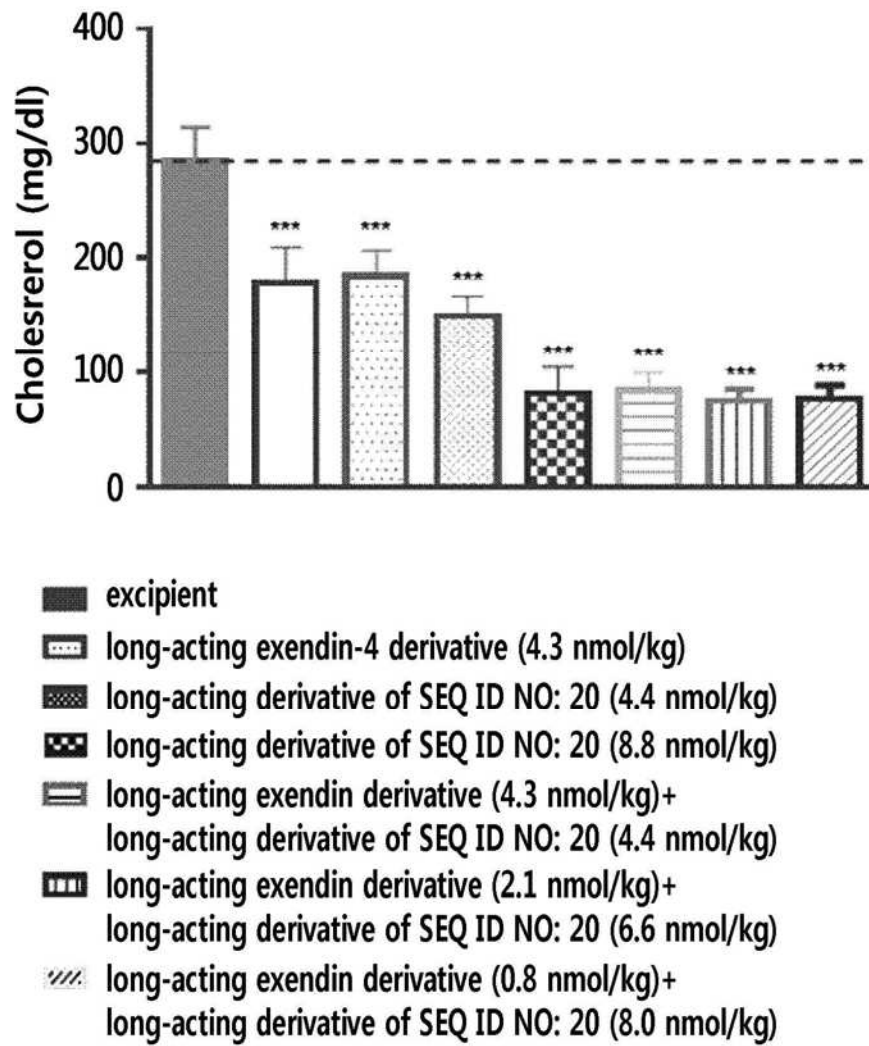 400
300
200
100
0
Cholesrerol (mg/dl)
***
***
***
***
***
***
***
excipient
long-acting exendin-4 derivative (4.3 nmol/kg)
long-acting derivative of SEQ ID NO: 20 (4.4 nmol/kg)
long-acting derivative of SEQ ID NO: 20 (8.8 nmol/kg)
long-acting exendin derivative (4.3 nmol/kg)+
long-acting derivative of SEQ ID NO: 20 (4.4 nmol/kg)
long-acting exendin derivative (2.1 nmol/kg)+
long-acting derivative of SEQ ID NO: 20 (6.6 nmol/kg)
long-acting exendin derivative (0.8 nmol/kg)+
long-acting derivative of SEQ ID NO: 20 (8.0 nmol/kg)